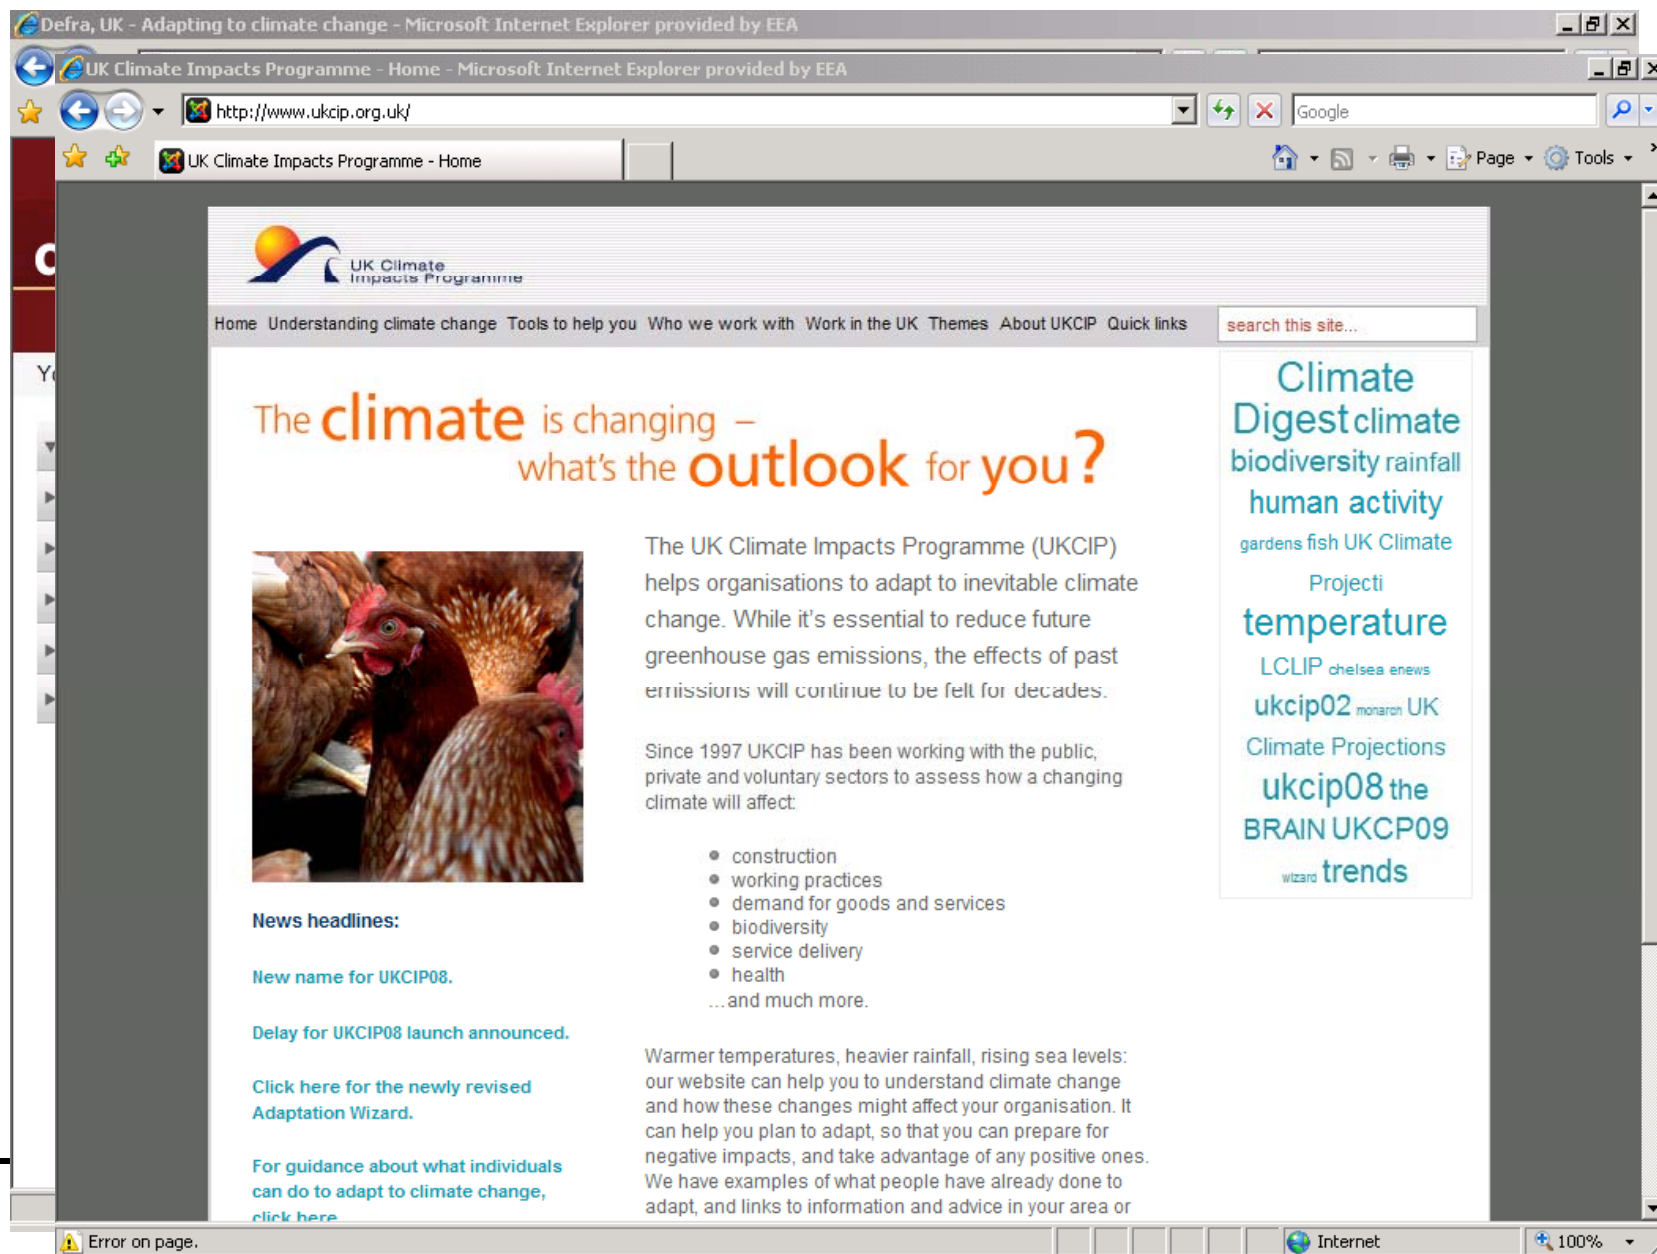 Defra, UK - Adapting to climate change - Microsoft Internet Explorer provided by EEA
UK Climate Impacts Programme - Home - Microsoft Internet Explorer provided by EEA
http://www.ukcip.org.uk/
Google
UK Climate Impacts Programme - Home
Page
Tools
UK Climate
Impacts Programme
Home Understanding climate change Tools to help you Who we work with Work in the UK Themes About UKCIP Quick links
search this site...
The climate is changing –
what's the outlook for you?
The UK Climate Impacts Programme (UKCIP)
helps organisations to adapt to inevitable climate
change. While it's essential to reduce future
greenhouse gas emissions, the effects of past
emissions will continue to be felt for decades.
Since 1997 UKCIP has been working with the public,
private and voluntary sectors to assess how a changing
climate will affect:
construction
working practices
demand for goods and services
biodiversity
service delivery
health
...and much more.
Warmer temperatures, heavier rainfall, rising sea levels:
our website can help you to understand climate change
and how these changes might affect your organisation. It
can help you plan to adapt, so that you can prepare for
negative impacts, and take advantage of any positive ones.
We have examples of what people have already done to
adapt, and links to information and advice in your area or
News headlines:
New name for UKCIP08.
Delay for UKCIP08 launch announced.
Click here for the newly revised
Adaptation Wizard.
For guidance about what individuals
can do to adapt to climate change,
click here
Climate
Digest climate
biodiversity rainfall
human activity
gardens fish UK Climate
Projecti
temperature
LCLIP chelsea enews
ukcip02 monarch UK
Climate Projections
ukcip08 the
BRAIN UKCP09
wizard trends
Error on page.
Internet
100%